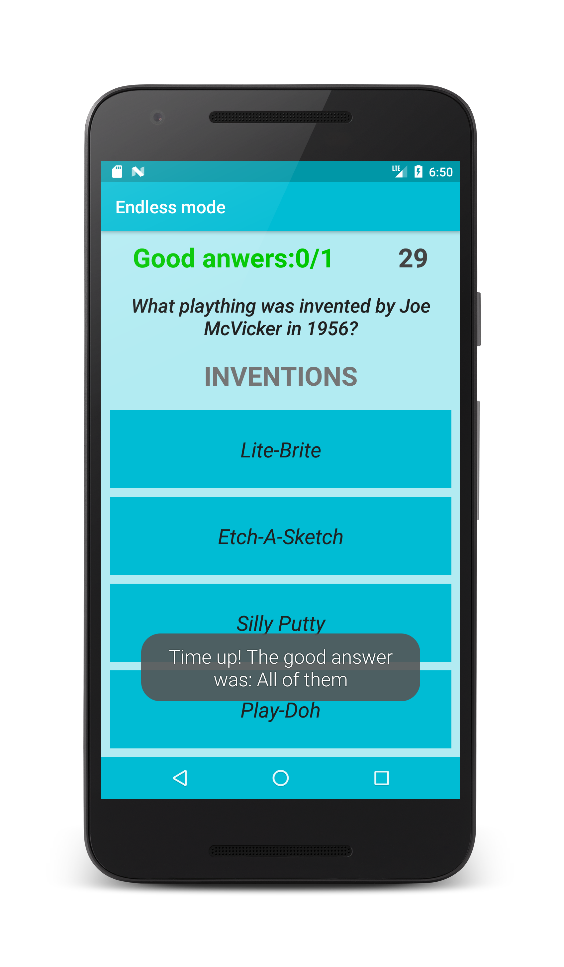 LTE 6:50
Endless mode
Good anwers:0/1 29
What plaything was invented by Joe
McVicker in 1956?
INVENTIONS
Lite-Brite
Etch-A-Sketch
Silly Putty
Time up! The good answer
was: All of them
Play-Doh